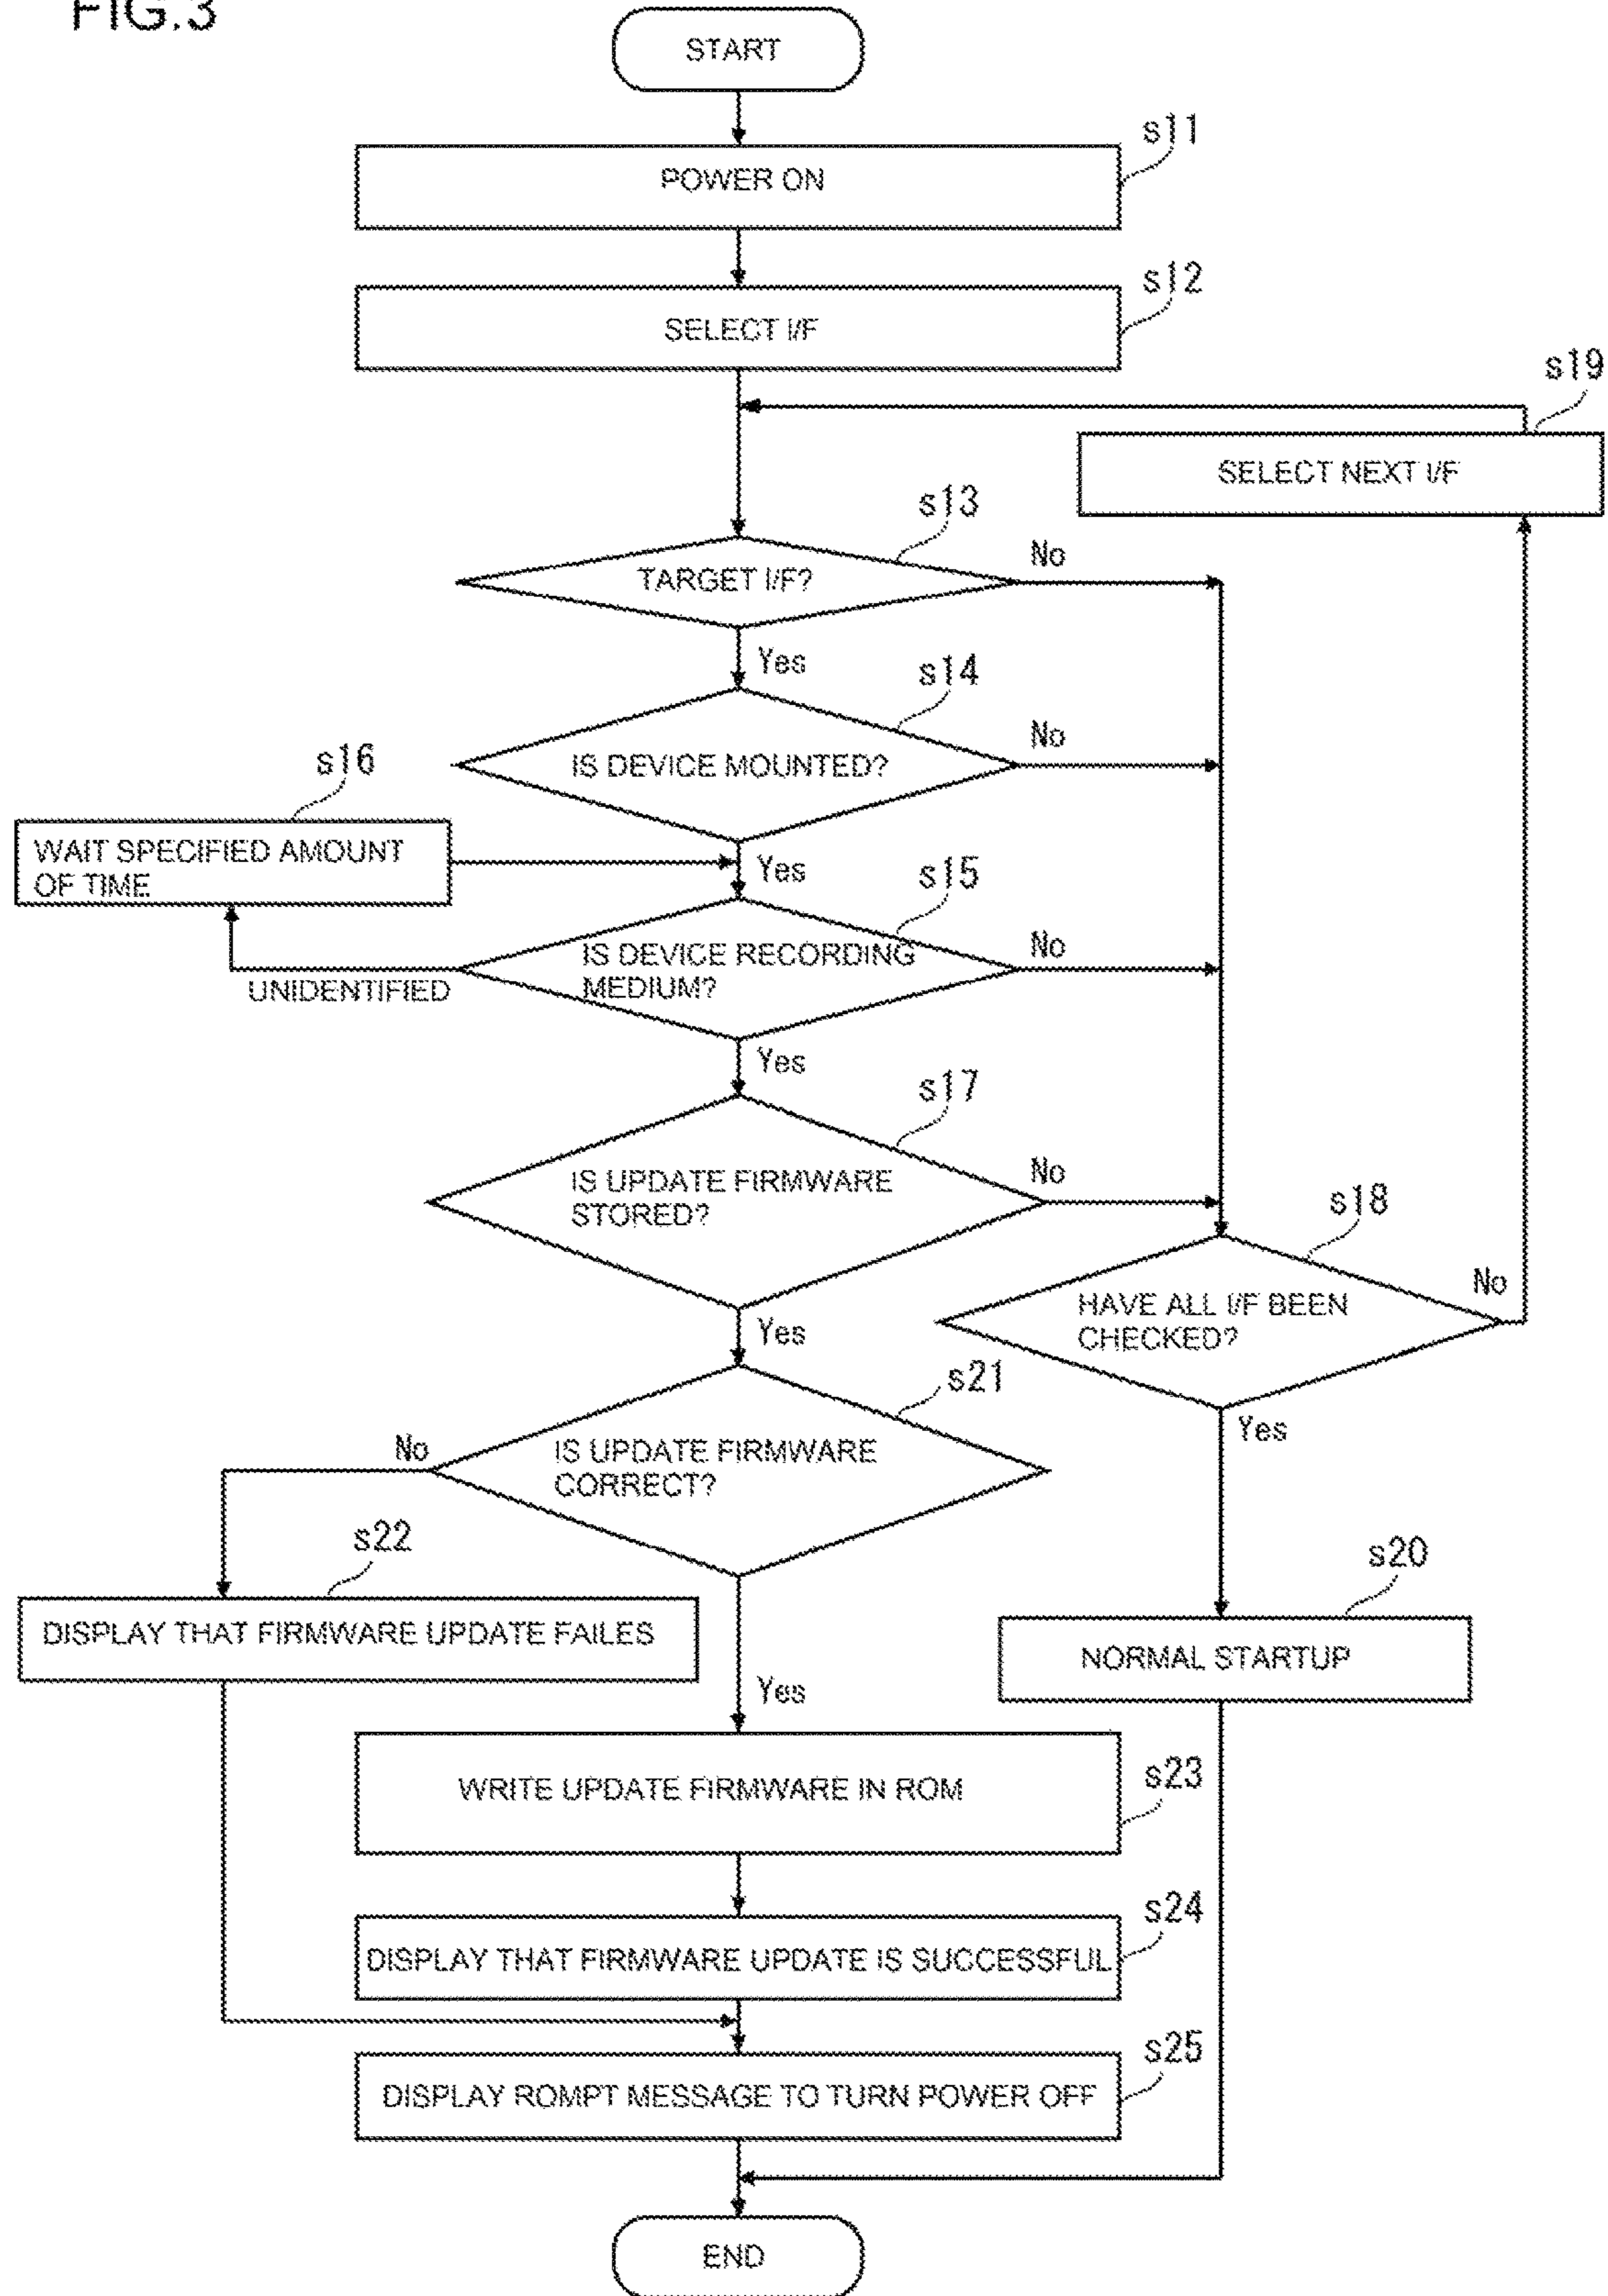 FIG.3
START
s11
POWER ON
s12
SELECT I/F
s19
SELECT NEXT I/F
s13
No
TARGET I/F?
Yes
s14
No
IS DEVICE MOUNTED?
s16
WAIT SPECIFIED AMOUNT
OF TIME
Yes
s15
No
IS DEVICE RECORDING
MEDIUM?
UNIDENTIFIED
Yes
s17
No
IS UPDATE FIRMWARE
STORED?
s18
No
HAVE ALL I/F BEEN
CHECKED?
Yes
s21
Yes
No
IS UPDATE FIRMWARE
CORRECT?
s22
s20
DISPLAY THAT FIRMWARE UPDATE FAILES
NORMAL STARTUP
Yes
s23
WRITE UPDATE FIRMWARE IN ROM
s24
DISPLAY THAT FIRMWARE UPDATE IS SUCCESSFUL
s25
DISPLAY ROMPT MESSAGE TO TURN POWER OFF
END